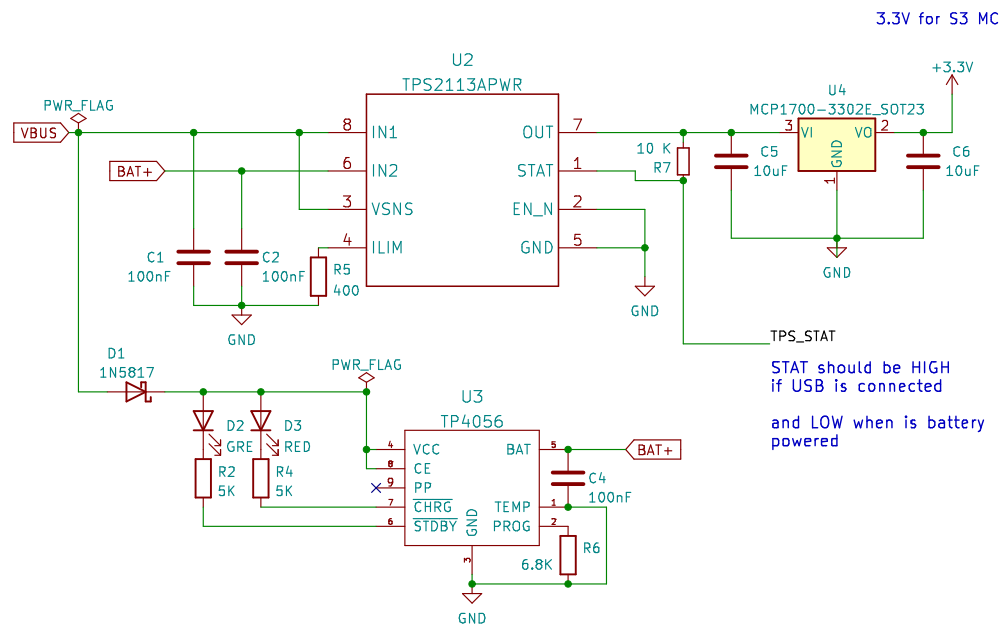 3.3V for S3 MC
U2
TPS2113APWR
PWR_FLAG
VBUS
8 IN1
BAT+
6 IN2
3 VSNS
4 ILIM
OUT 7
STAT 1
EN_N 2
GND 5
C1
100nF
C2
100nF
R5
400
GND
10 K
R7
GND
+3.3V
U4
MCP1700-3302E_SOT23
3 VI
VO 2
GND
1
C5
10uF
C6
10uF
GND
TPS_STAT
STAT should be HIGH
if USB is connected
and LOW when is battery
powered
D1
1N5817
PWR_FLAG
D2
GRE
D3
RED
R2
5K
R4
5K
U3
TP4056
4 VCC
8 CE
9 PP
7 CHRG
6 STDBY
BAT 5
TEMP 1
PROG 2
GND
3
BAT+
C4
100nF
R6
6.8K
GND